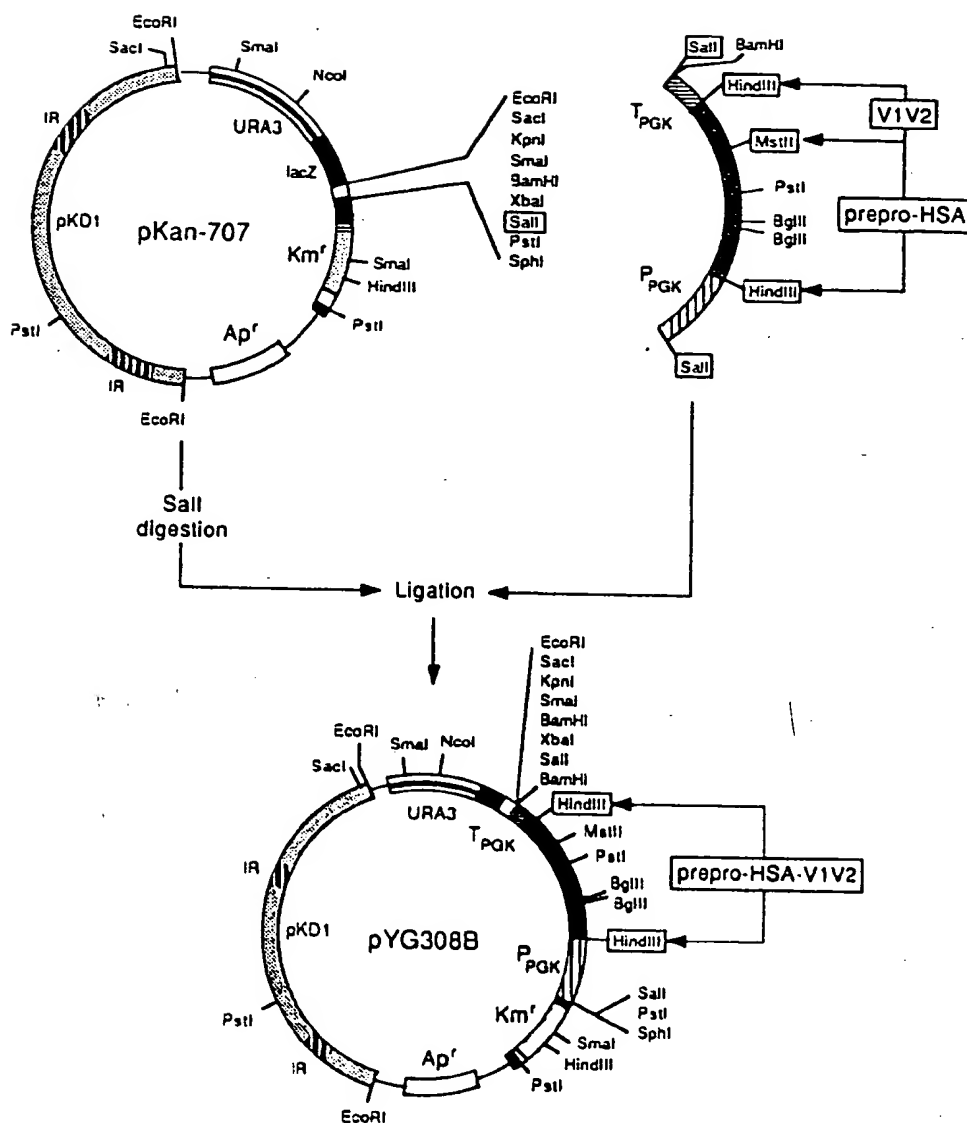 EcoRI
SacI
SmaI
NcoI
URA3
lacZ
IR
pKD1
pKan-707
Km^r
SmaI
HindIII
PstI
Ap^r
PstI
IR
EcoRI
EcoRI
SacI
KpnI
SmaI
BamHI
XbaI
SalI
PstI
SphI
SalI
BamHI
HindIII
T_PGK
V1V2
MstII
PstI
prepro-HSA
BglII
BglII
P_PGK
HindIII
SalI
SalI
digestion
Ligation
EcoRI
SacI
KpnI
SmaI
BamHI
XbaI
SalI
BamHI
EcoRI
SacI
SmaI
NcoI
URA3
T_PGK
HindIII
MstII
PstI
prepro-HSA-V1V2
BglII
BglII
HindIII
IR
pKD1
pYG308B
P_PGK
Km^r
SalI
PstI
SphI
SmaI
HindIII
PstI
Ap^r
PstI
IR
EcoRI